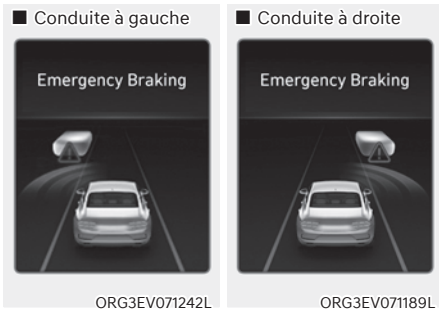 ■ Conduite à gauche
Emergency Braking
ORG3EV071242L
■ Conduite à droite
Emergency Braking
ORG3EV071189L